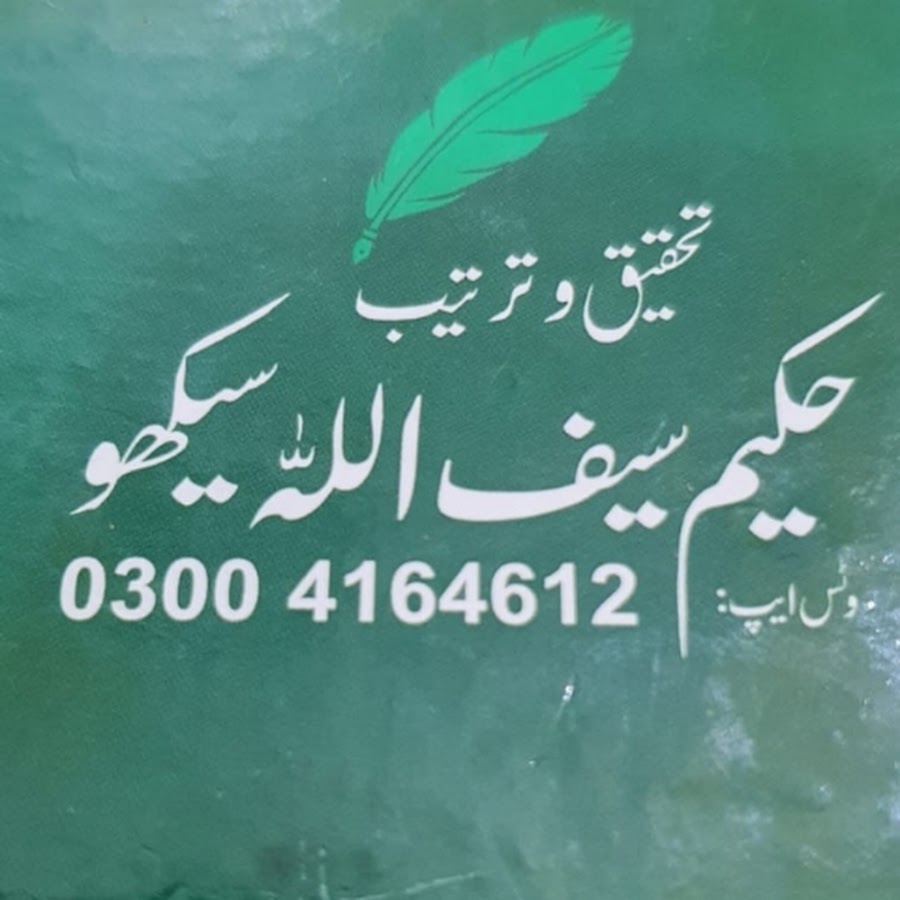 تحقیق و ترتیب
حکیم سیف اللہ سیکھو
وٹس ایپ: 0300 4164612